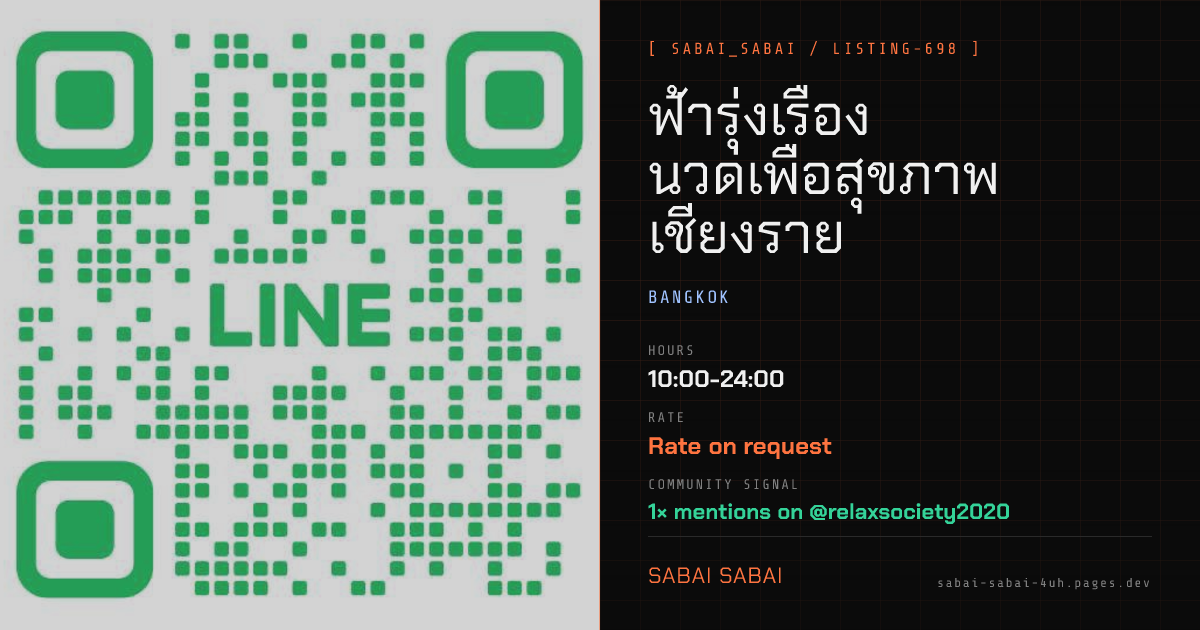 LINE
[ SABAI_SABAI / LISTING-698 ]
ฟ้ารุ่งเรือง
นวดเพื่อสุขภาพ
เชียงราย
BANGKOK
HOURS
10:00-24:00
RATE
Rate on request
COMMUNITY SIGNAL
1× mentions on @relaxsociety2020
SABAI SABAI
sabai-sabai-4uh.pages.dev